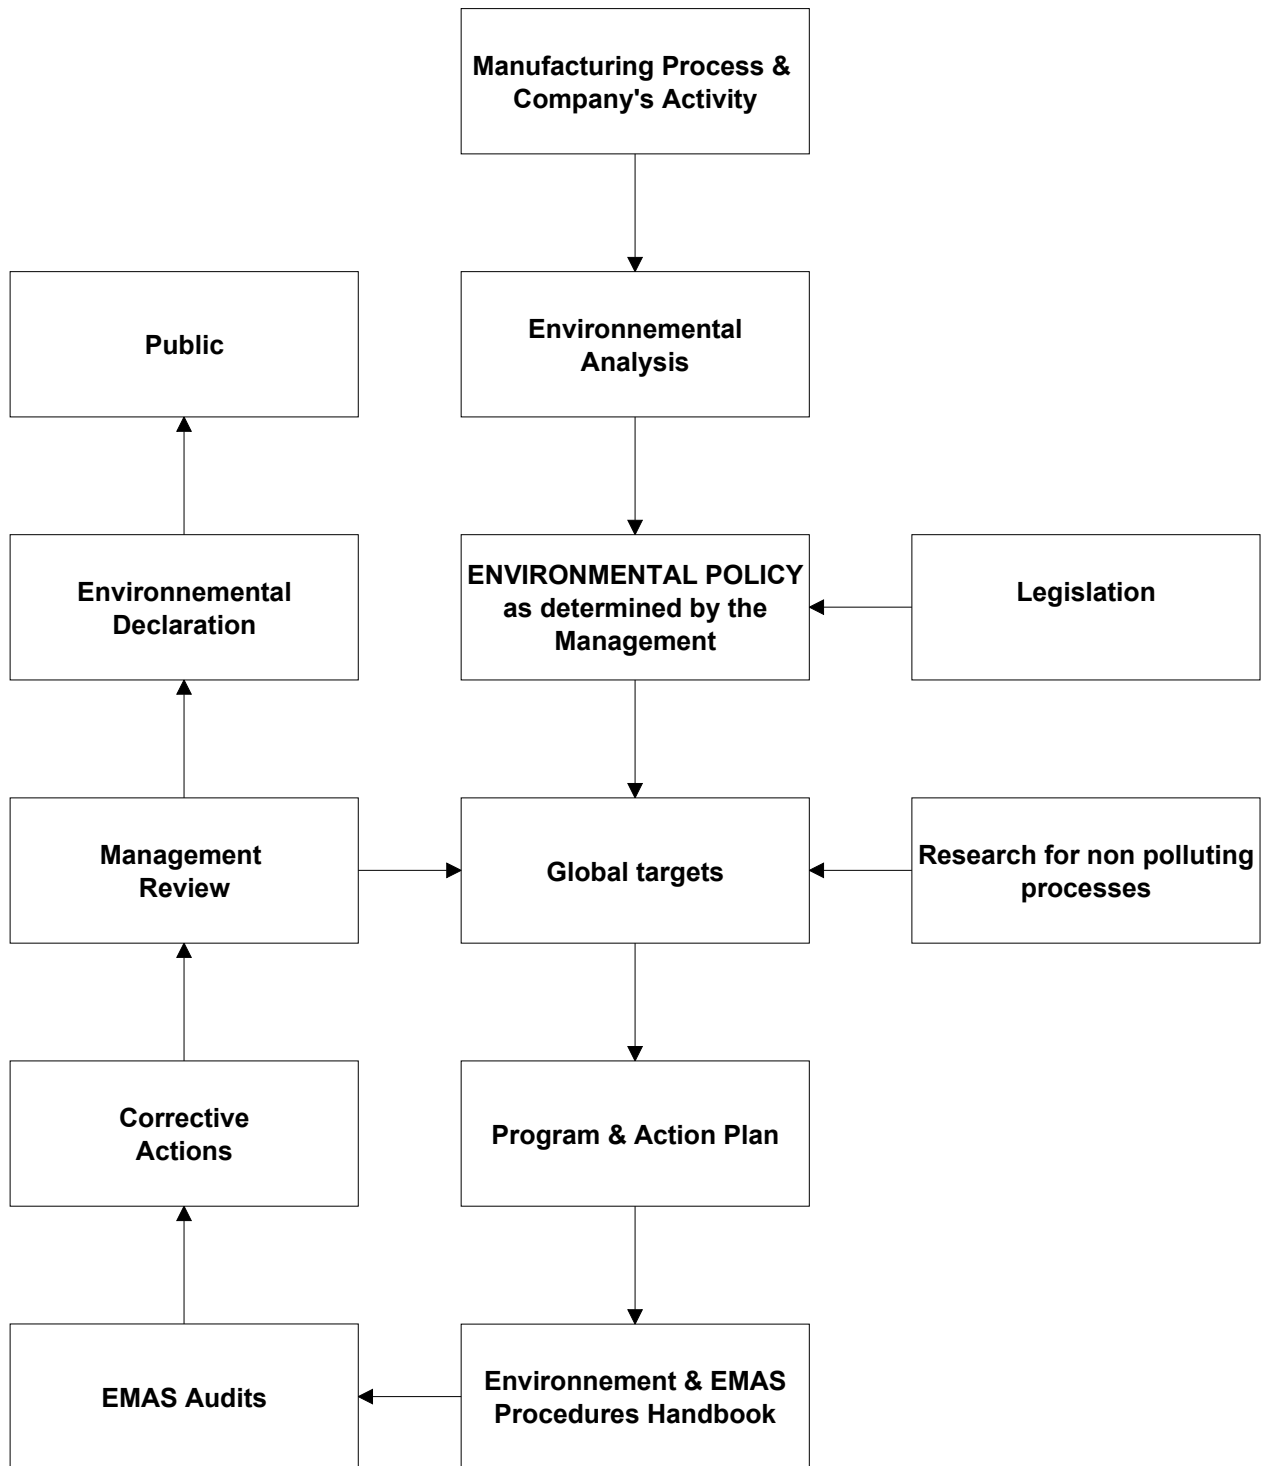 Manufacturing Process &
Company's Activity
Public
Environnemental
Analysis
Environnemental
Declaration
ENVIRONMENTAL POLICY
as determined by the
Management
Legislation
Management
Review
Global targets
Research for non polluting
processes
Corrective
Actions
Program & Action Plan
EMAS Audits
Environnement & EMAS
Procedures Handbook